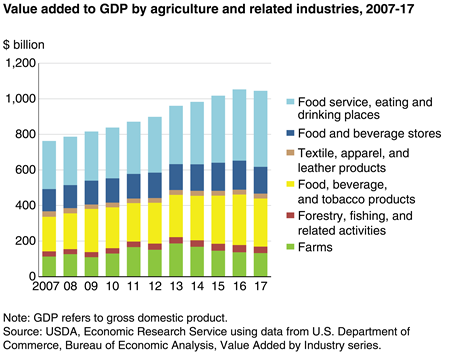 Value added to GDP by agriculture and related industries, 2007-17
$ billion
1,200
1,000
800
600
400
200
0
2007 08 09 10 11 12 13 14 15 16 17
Food service, eating and
drinking places
Food and beverage stores
Textile, apparel, and
leather products
Food, beverage,
and tobacco products
Forestry, fishing, and
related activities
Farms
Note: GDP refers to gross domestic product.
Source: USDA, Economic Research Service using data from U.S. Department of
Commerce, Bureau of Economic Analysis, Value Added by Industry series.